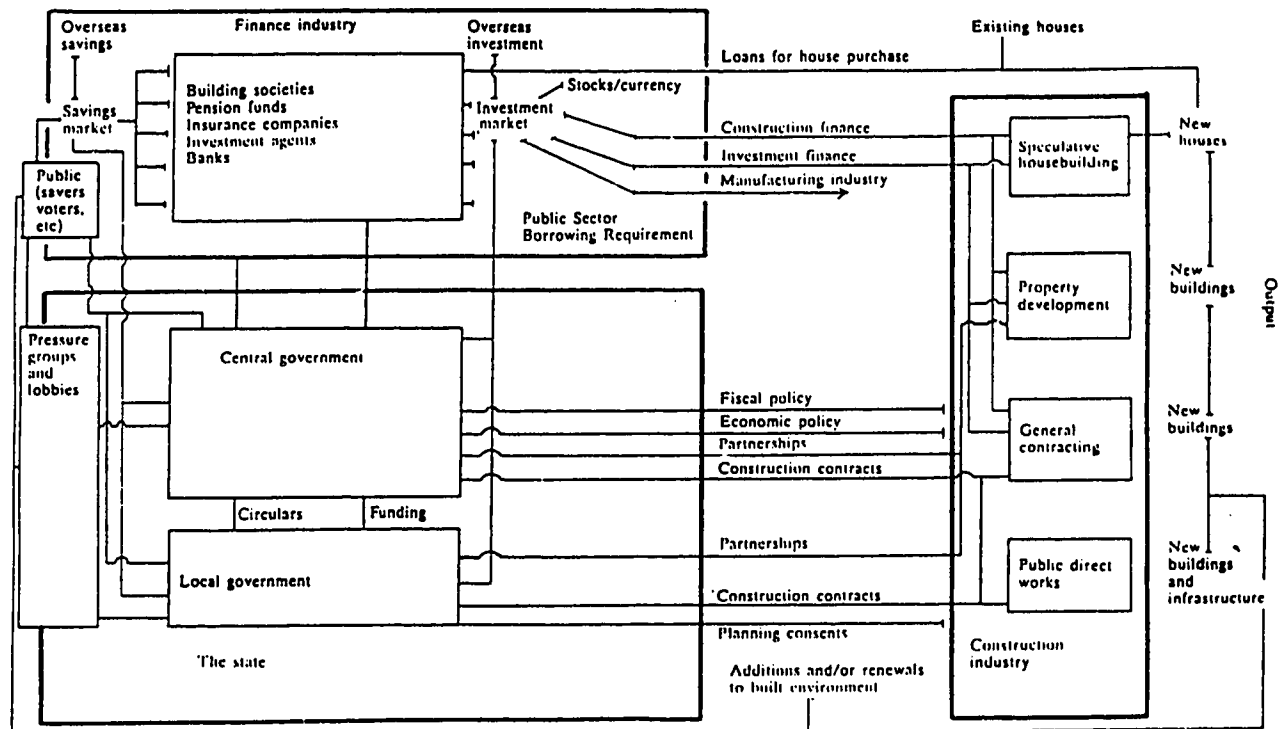 Overseas
savings
Finance industry
Overseas
investment
Existing houses
Loans for house purchase
Building societies
Pension funds
Insurance companies
Investment agents
Banks
Stocks/currency
Savings
market
Investment
market
Construction finance
Investment finance
Manufacturing industry
Speculative
housebuilding
New
houses
Public
(savers
voters,
etc)
Public Sector
Borrowing Requirement
Property
development
New
buildings
Output
Pressure
groups
and
lobbies
Central government
Fiscal policy
Economic policy
Partnerships
Construction contracts
General
contracting
New
buildings
Circulars
Funding
Local government
Partnerships
Construction contracts
Planning consents
Public direct
works
New
buildings
and
infrastructure
The state
Construction
industry
Additions and/or renewals
to built environment